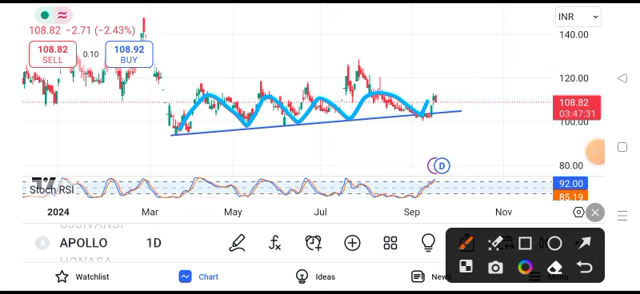 INR
108.82 −2.71 (−2.43%)
140.00
108.82 SELL
0.10
108.92 BUY
120.00
108.82
03:47:31
100.00
80.00
D
Stoch RSI
92.00
85.19
2024 Mar May Jul Sep Nov
APOLLO 1D
Watchlist Chart Ideas News